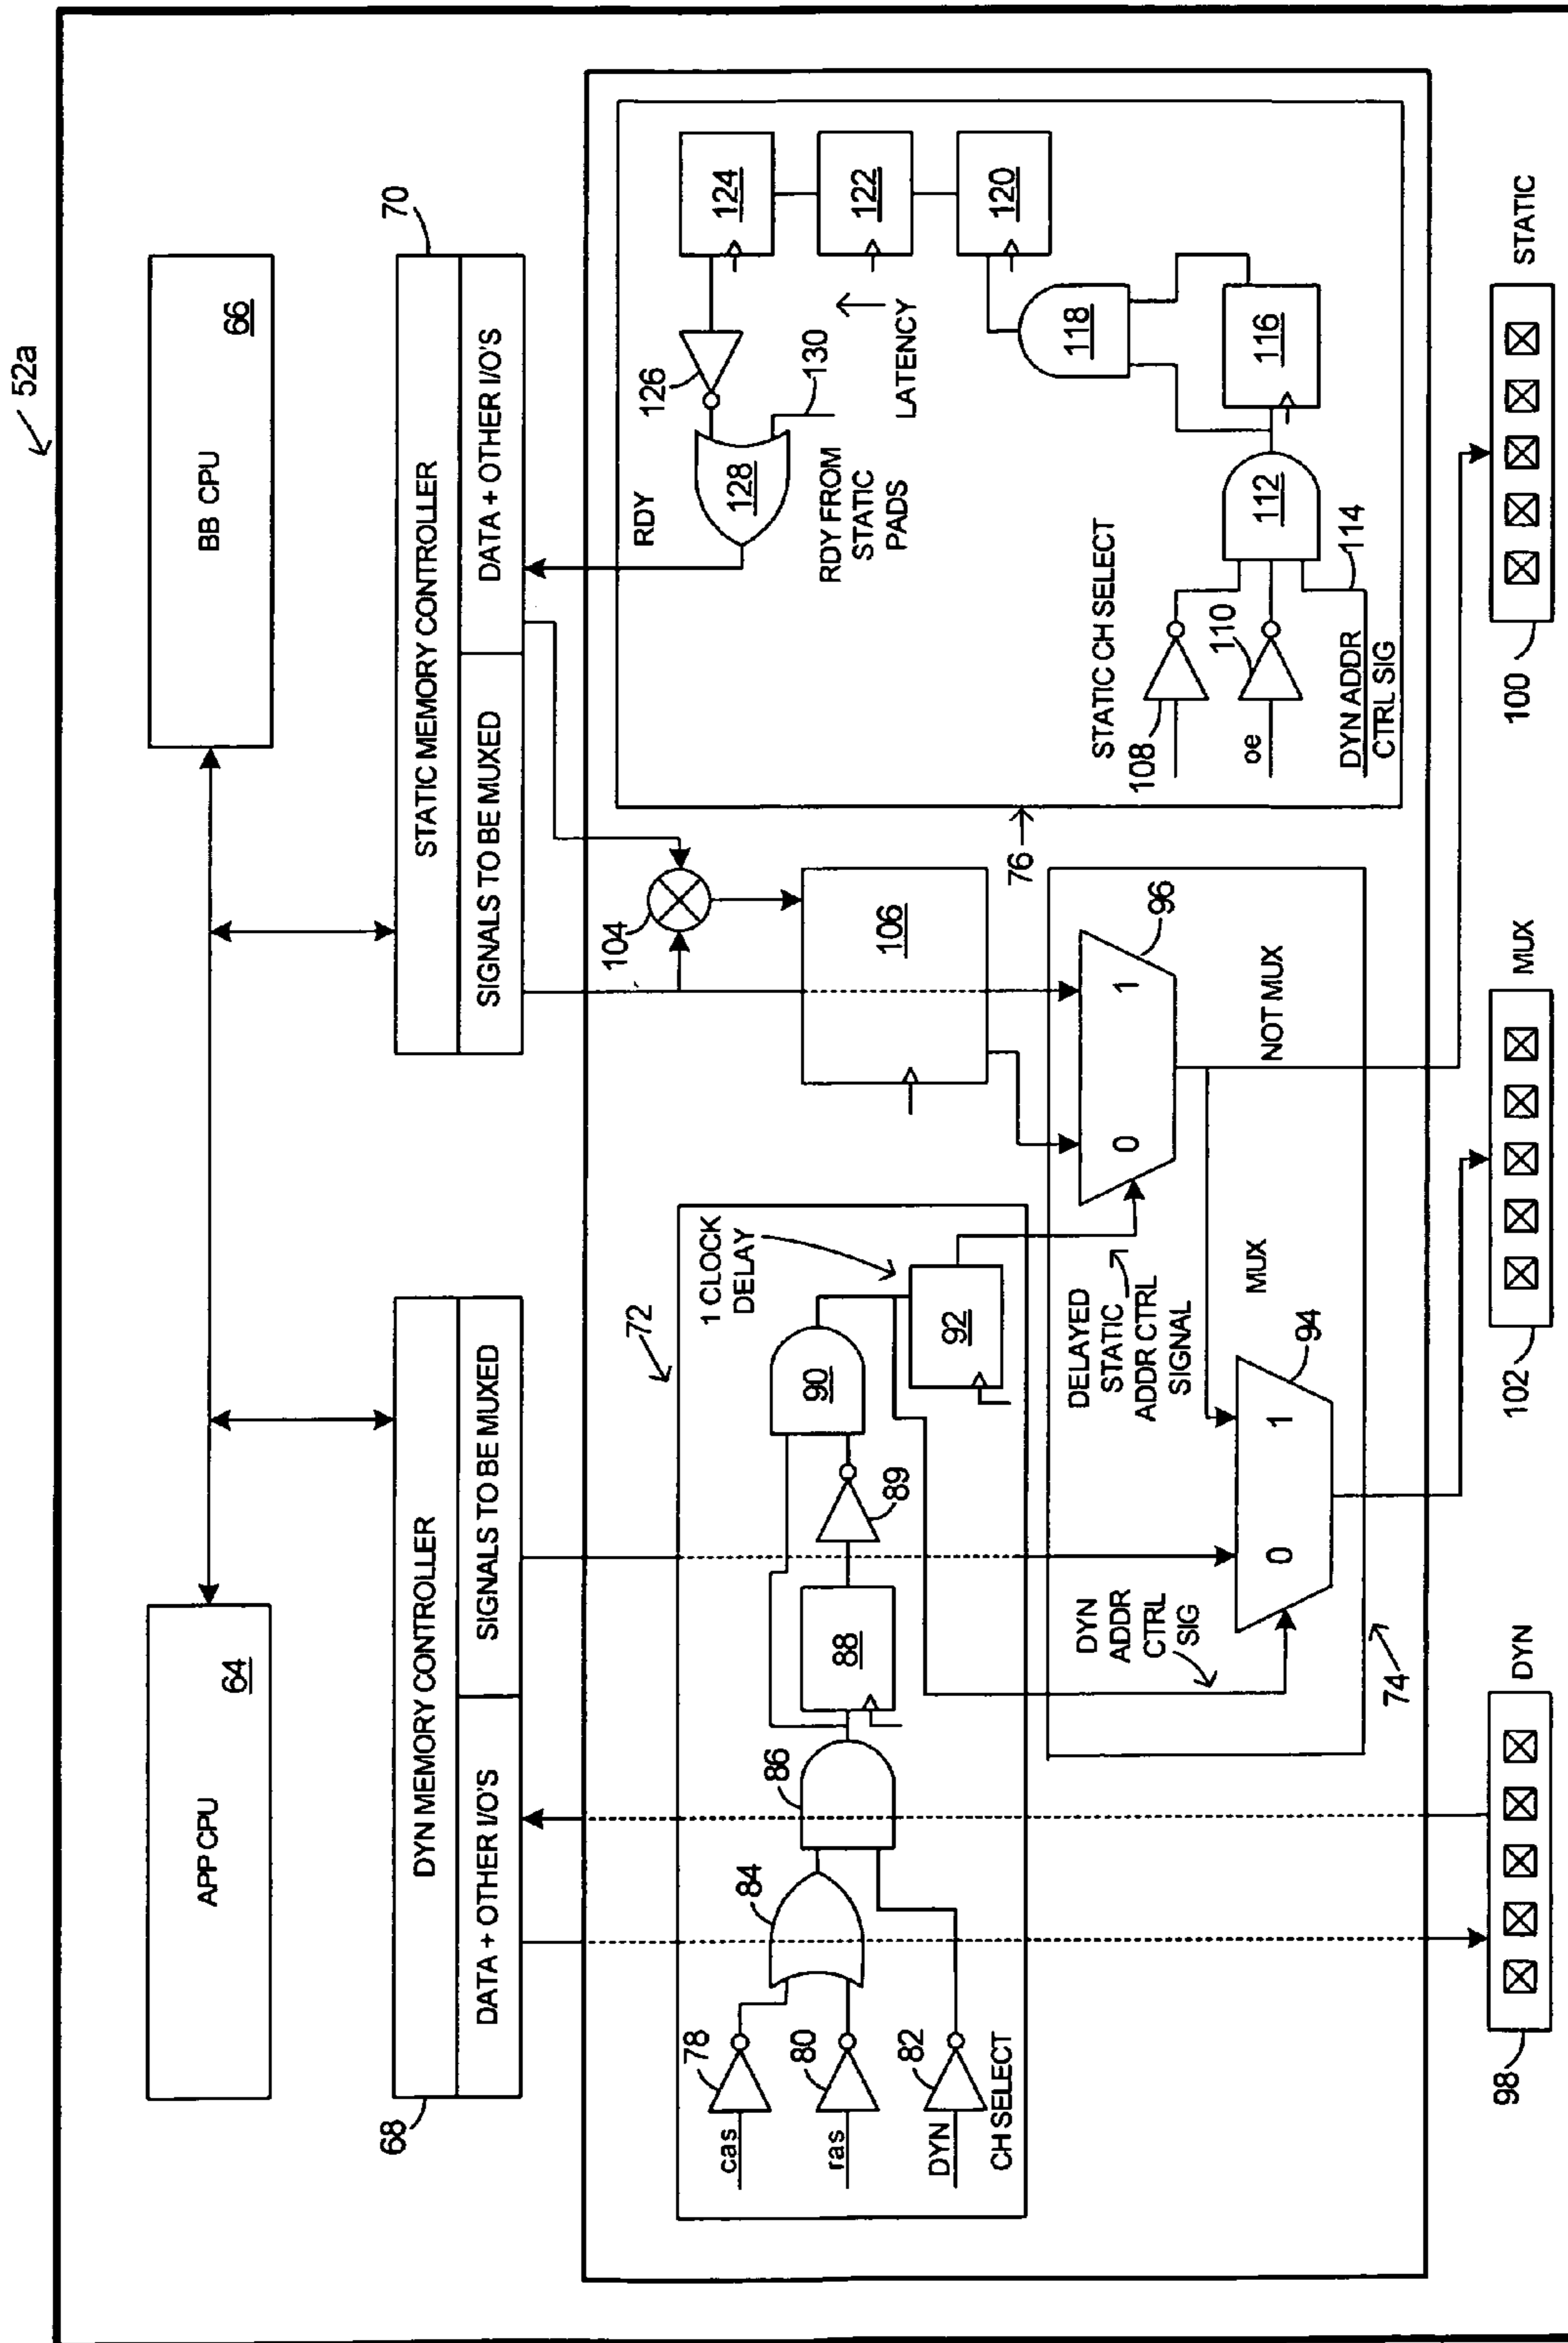 52a
APP CPU
64
BB CPU
66
68
DYN MEMORY CONTROLLER
DATA + OTHER I/O'S
SIGNALS TO BE MUXED
STATIC MEMORY CONTROLLER
70
SIGNALS TO BE MUXED
DATA + OTHER I/O'S
72
cas
78
ras
80
DYN
82
CH SELECT
84
86
88
89
90
1 CLOCK
DELAY
92
104
106
76
RDY
124
126
128
130
122
RDY FROM
STATIC
PADS
LATENCY
120
118
116
STATIC CH SELECT
108
110
oe
112
DYN ADDR
CTRL SIG
114
DYN
ADDR
CTRL
SIG
DELAYED
STATIC
ADDR CTRL
SIGNAL
0
1
96
NOT MUX
MUX
0
1
94
74
98
DYN
102
MUX
100
STATIC